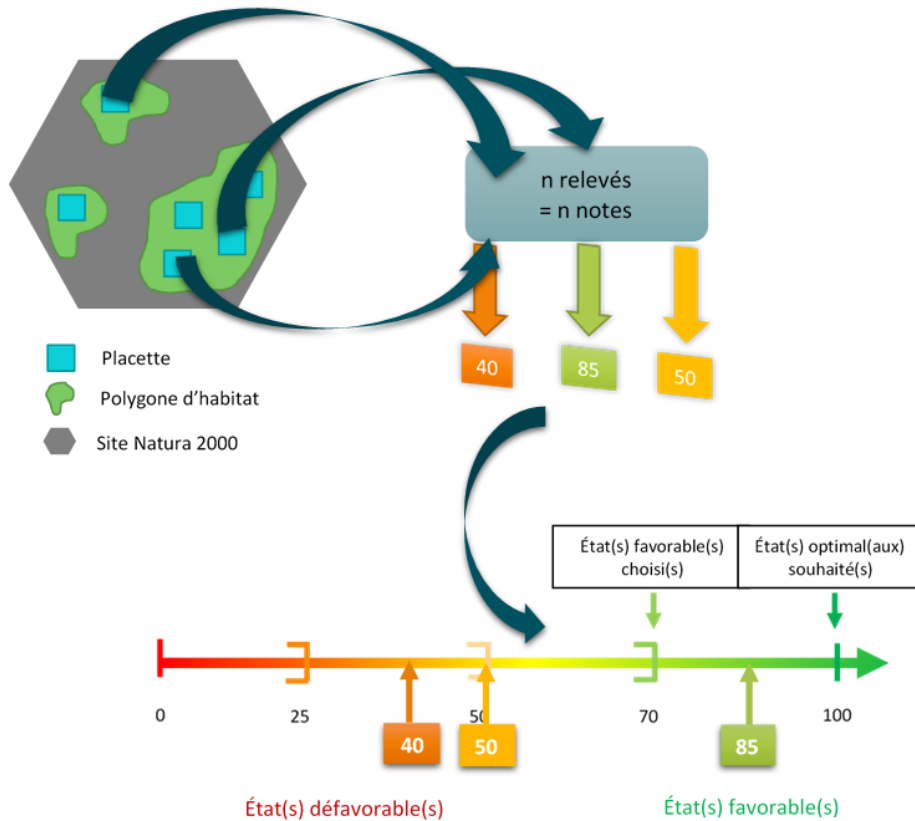 n relevés
= n notes
40
85
50
Placette
Polygone d'habitat
Site Natura 2000
État(s) favorable(s)
choisi(s)
État(s) optimal(aux)
souhaité(s)
0
25
50
70
100
40
50
85
État(s) défavorable(s)
État(s) favorable(s)